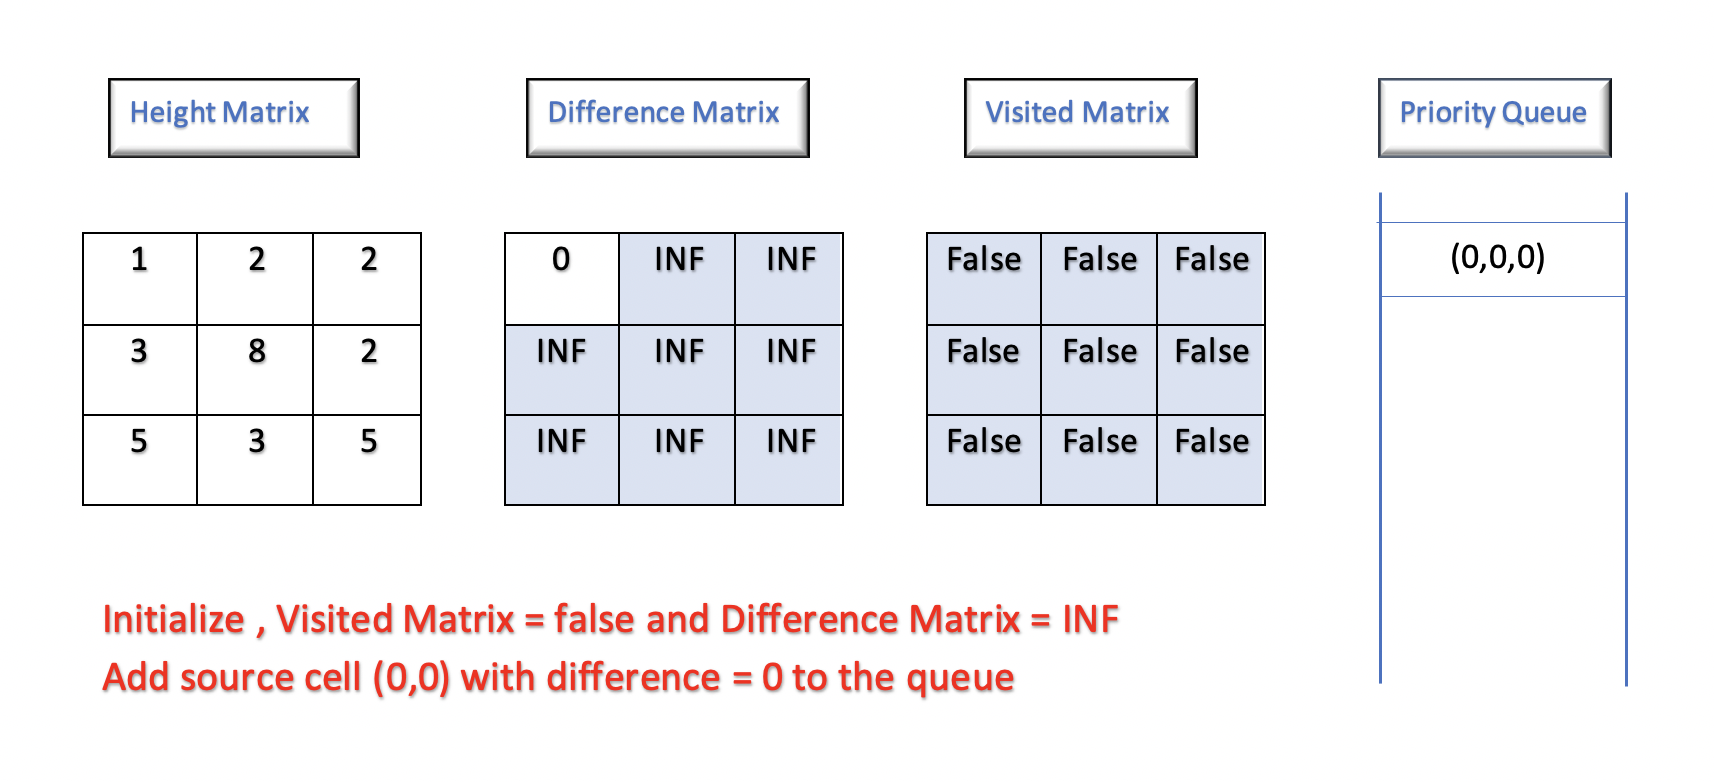 Height Matrix
Difference Matrix
Visited Matrix
Priority Queue
1 2 2
3 8 2
5 3 5
0 INF INF
INF INF INF
INF INF INF
False False False
False False False
False False False
(0,0,0)
Initialize , Visited Matrix = false and Difference Matrix = INF
Add source cell (0,0) with difference = 0 to the queue